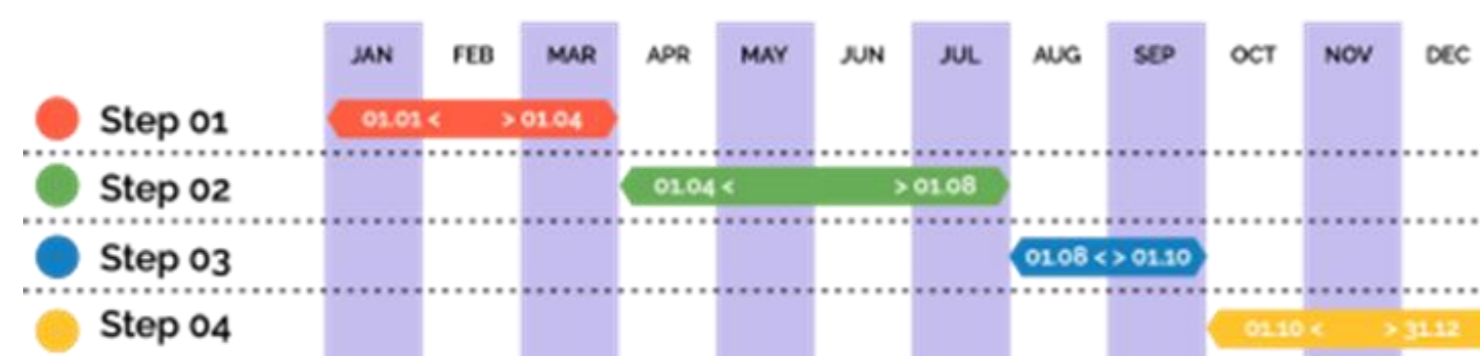 JAN FEB MAR APR MAY JUN JUL AUG SEP OCT NOV DEC
Step 01 01.01 < > 01.04
Step 02 01.04 < > 01.08
Step 03 01.08 < > 01.10
Step 04 01.10 < > 31.12